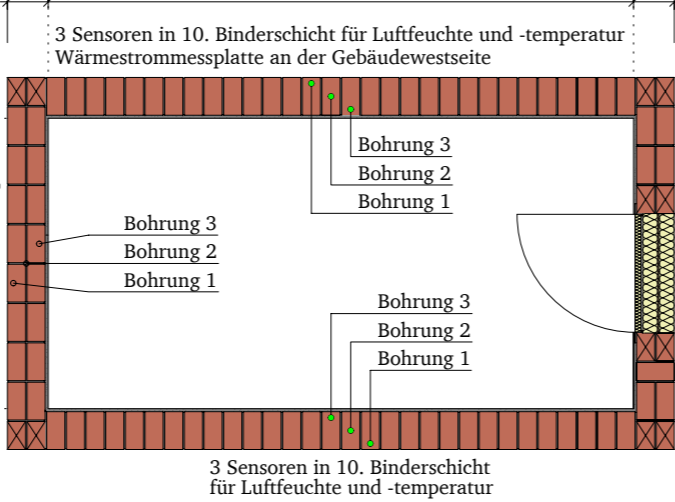 3 Sensoren in 10. Binderschicht für Luftfeuchte und -temperatur
Wärmestrommessplatte an der Gebäudewestseite
Bohrung 3
Bohrung 2
Bohrung 1
Bohrung 3
Bohrung 2
Bohrung 1
Bohrung 3
Bohrung 2
Bohrung 1
3 Sensoren in 10. Binderschicht
für Luftfeuchte und -temperatur